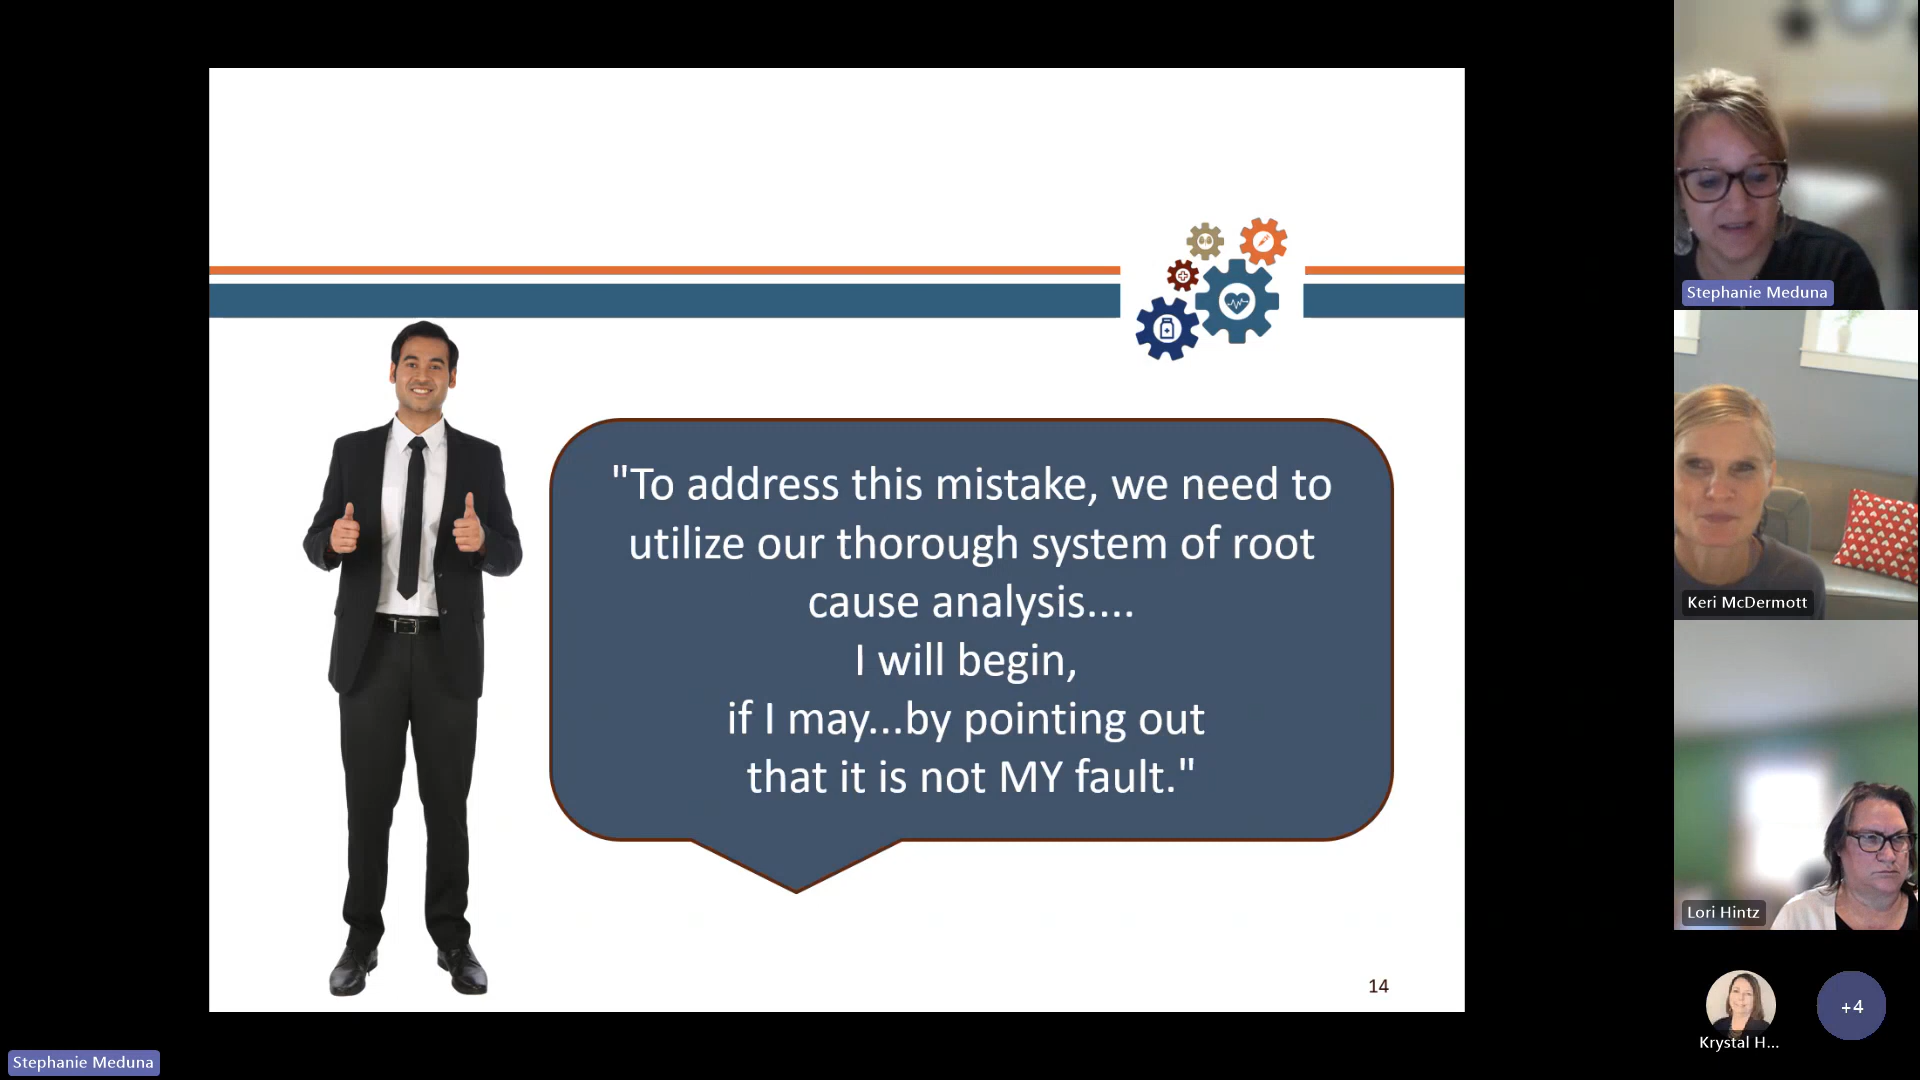 "To address this mistake, we need to
utilize our thorough system of root
cause analysis....
I will begin,
if I may...by pointing out
that it is not MY fault."
14
Stephanie Meduna
Keri McDermott
Lori Hintz
Krystal H...
+4
Stephanie Meduna